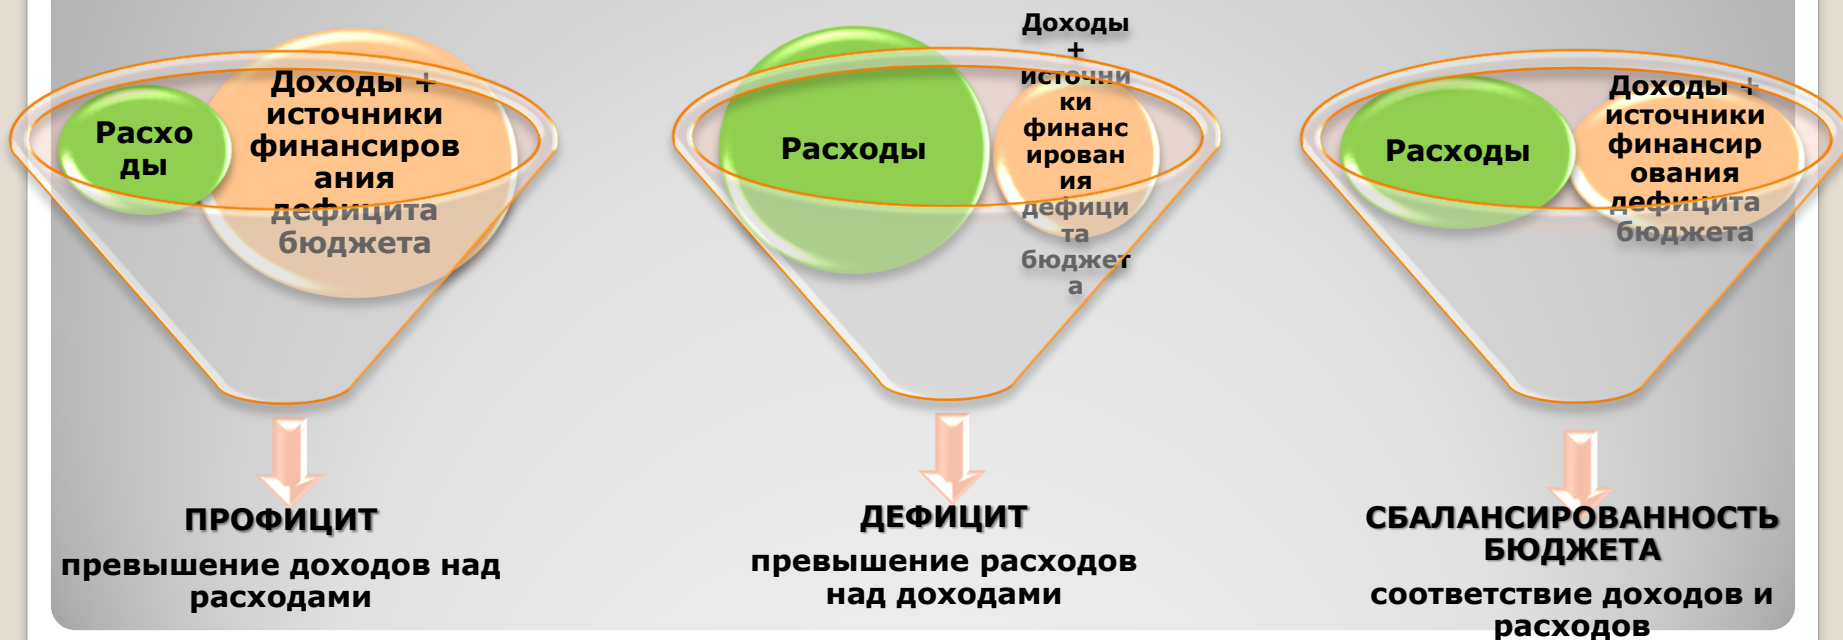 Расхо
ды
Доходы +
источники
финансиров
ания
дефицита
бюджета
ПРОФИЦИТ
превышение доходов над
расходами
Расходы
Доходы
+
источни
ки
финанс
ирован
ия
дефици
та
бюджет
а
ДЕФИЦИТ
превышение расходов
над доходами
Расходы
Доходы +
источники
финансир
ования
дефицита
бюджета
СБАЛАНСИРОВАННОСТЬ
БЮДЖЕТА
соответствие доходов и
расходов